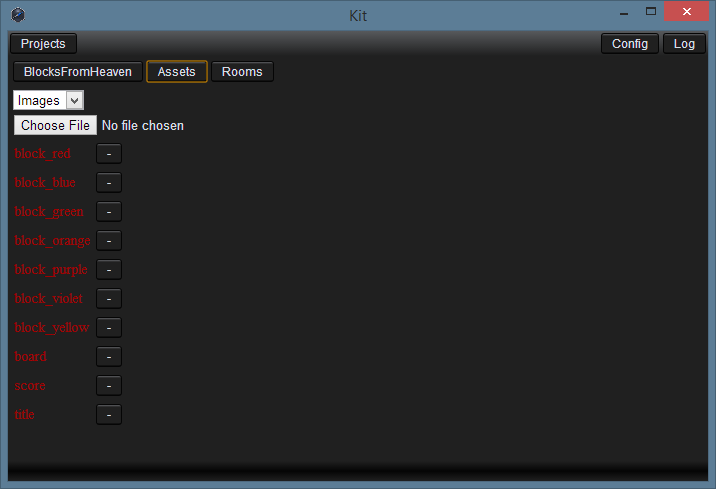 Kit
Projects Config Log
BlocksFromHeaven Assets Rooms
Images
Choose File No file chosen
block_red -
block_blue -
block_green -
block_orange -
block_purple -
block_violet -
block_yellow -
board -
score -
title -